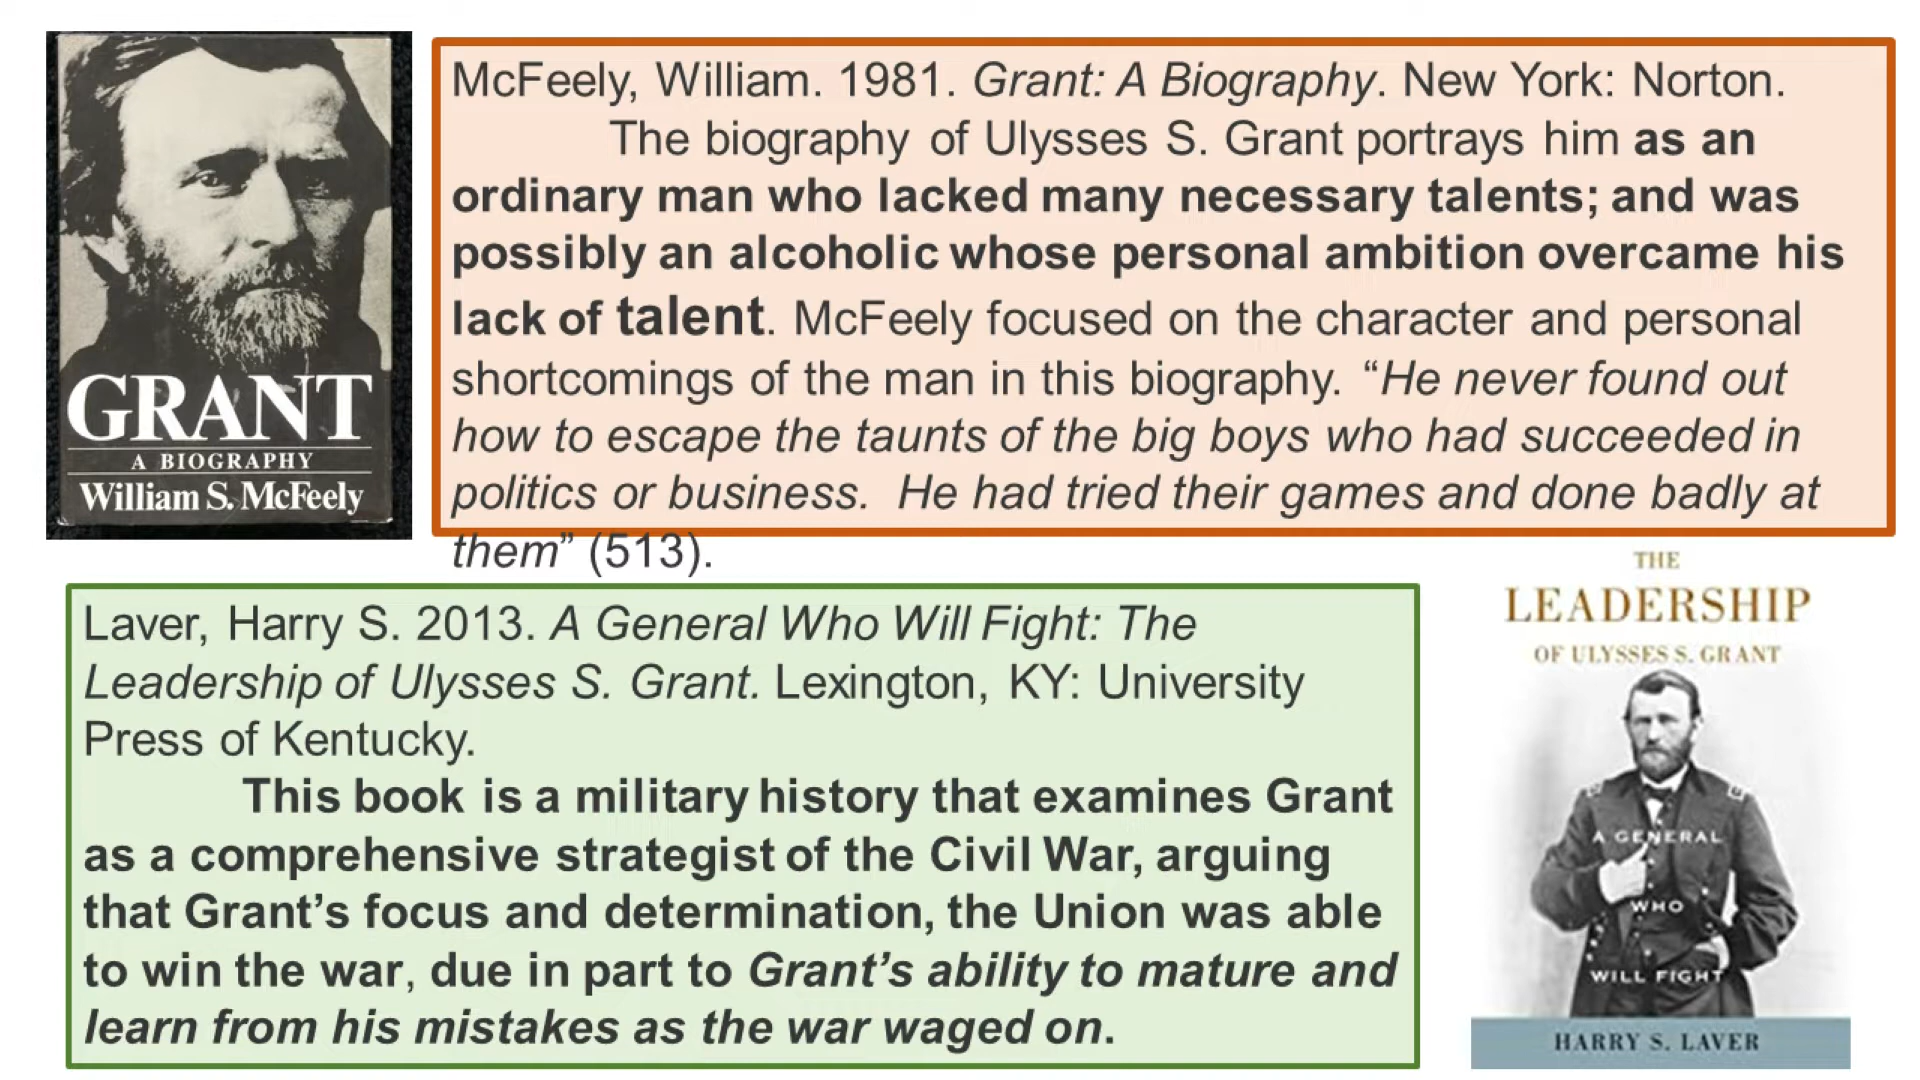 GRANT
A BIOGRAPHY
William S. McFeely
McFeely, William. 1981. Grant: A Biography. New York: Norton.
The biography of Ulysses S. Grant portrays him as an
ordinary man who lacked many necessary talents; and was
possibly an alcoholic whose personal ambition overcame his
lack of talent. McFeely focused on the character and personal
shortcomings of the man in this biography. “He never found out
how to escape the taunts of the big boys who had succeeded in
politics or business. He had tried their games and done badly at
them” (513).
Laver, Harry S. 2013. A General Who Will Fight: The
Leadership of Ulysses S. Grant. Lexington, KY: University
Press of Kentucky.
This book is a military history that examines Grant
as a comprehensive strategist of the Civil War, arguing
that Grant’s focus and determination, the Union was able
to win the war, due in part to Grant’s ability to mature and
learn from his mistakes as the war waged on.
THE
LEADERSHIP
OF ULYSSES S. GRANT
A GENERAL
WHO
WILL FIGHT
HARRY S. LAVER